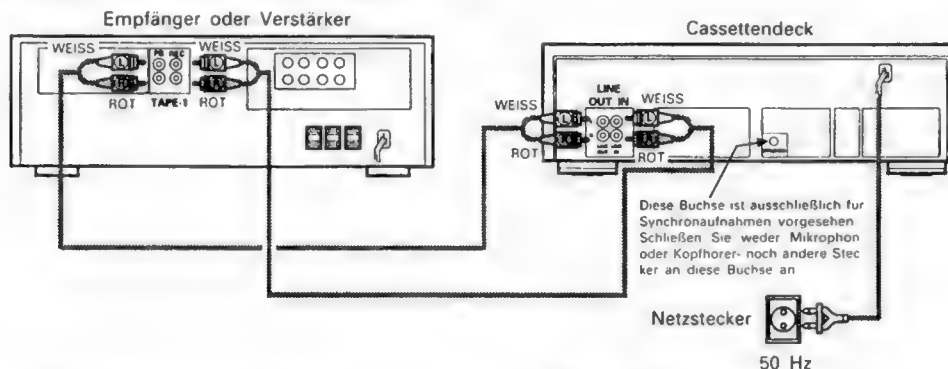 Empfänger oder Verstärker
WEISS
PB REC
WEISS
L
L
R
R
ROT
TAPE-1
ROT
Cassettendeck
LINE
OUT IN
WEISS
WEISS
L
L
R
R
ROT
ROT
Diese Buchse ist ausschließlich fur
Synchronaufnahmen vorgesehen
Schließen Sie weder Mikrophon
oder Kopfhorer- noch andere Stec
ker an diese Buchse an
Netzstecker
50 Hz